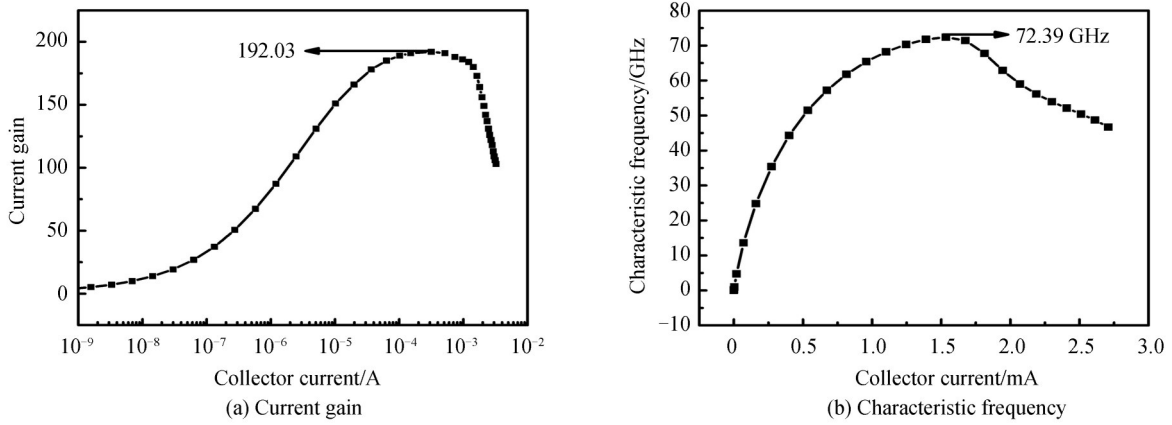 200
150
100
50
0
Current gain
192.03
10⁻⁹ 10⁻⁸ 10⁻⁷ 10⁻⁶ 10⁻⁵ 10⁻⁴ 10⁻³ 10⁻²
Collector current/A
(a) Current gain
80
70
60
50
40
30
20
10
0
−10
Characteristic frequency/GHz
72.39 GHz
0 0.5 1.0 1.5 2.0 2.5 3.0
Collector current/mA
(b) Characteristic frequency